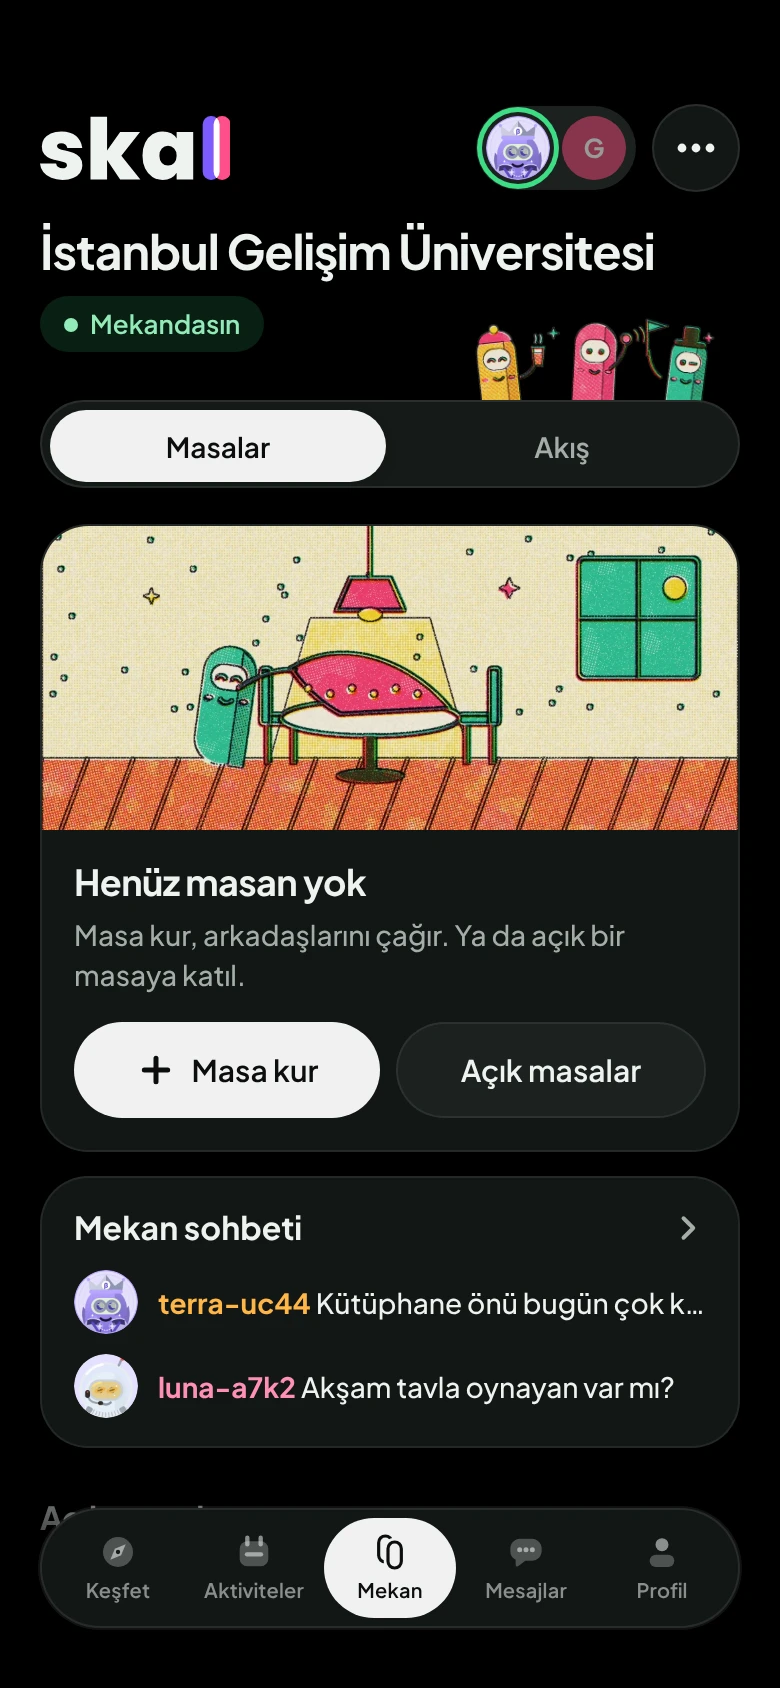 skal
G
İstanbul Gelişim Üniversitesi
Mekandasın
Masalar
Akış
Henüz masan yok
Masa kur, arkadaşlarını çağır. Ya da açık bir
masaya katıl.
Masa kur
Açık masalar
Mekan sohbeti
terra-uc44 Kütüphane önü bugün çok k...
luna-a7k2 Akşam tavla oynayan var mı?
Keşfet
Aktiviteler
Mekan
Mesajlar
Profil